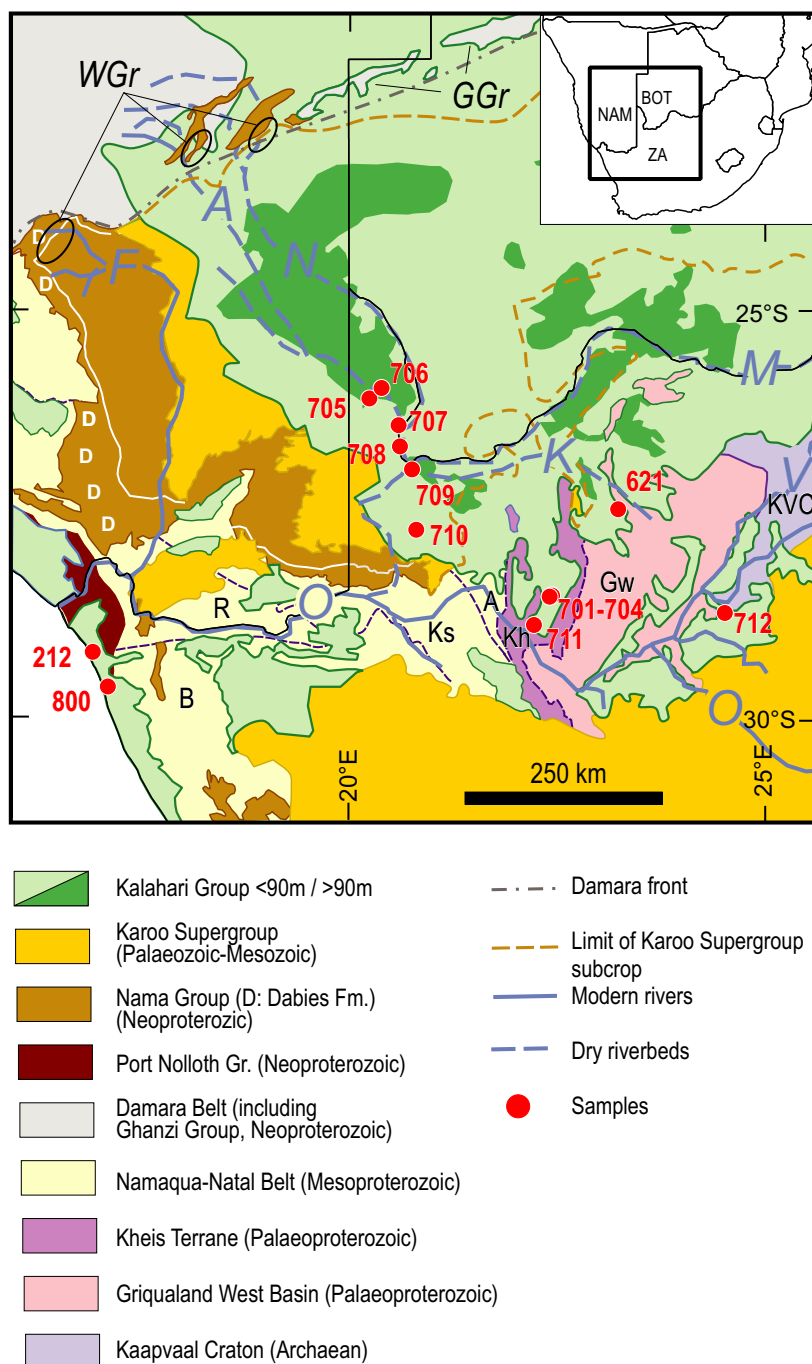 WGr
GGr
NAM
BOT
ZA
A
N
D
F
D
D
25°S
M
706
705
707
708
K
V
D
D
D
D
709
621
KVC
710
Gw
R
O
A
701-704
Ks
Kh
711
712
212
800
B
O
30°S
20°E
250 km
25°E
Kalahari Group <90m / >90m
Karoo Supergroup
(Palaeozoic-Mesozoic)
Nama Group (D: Dabies Fm.)
(Neoproterozic)
Port Nolloth Gr. (Neoproterozoic)
Damara Belt (including
Ghanzi Group, Neoproterozoic)
Namaqua-Natal Belt (Mesoproterozoic)
Kheis Terrane (Palaeoproterozoic)
Griqualand West Basin (Palaeoproterozoic)
Kaapvaal Craton (Archaean)
Damara front
Limit of Karoo Supergroup
subcrop
Modern rivers
Dry riverbeds
Samples